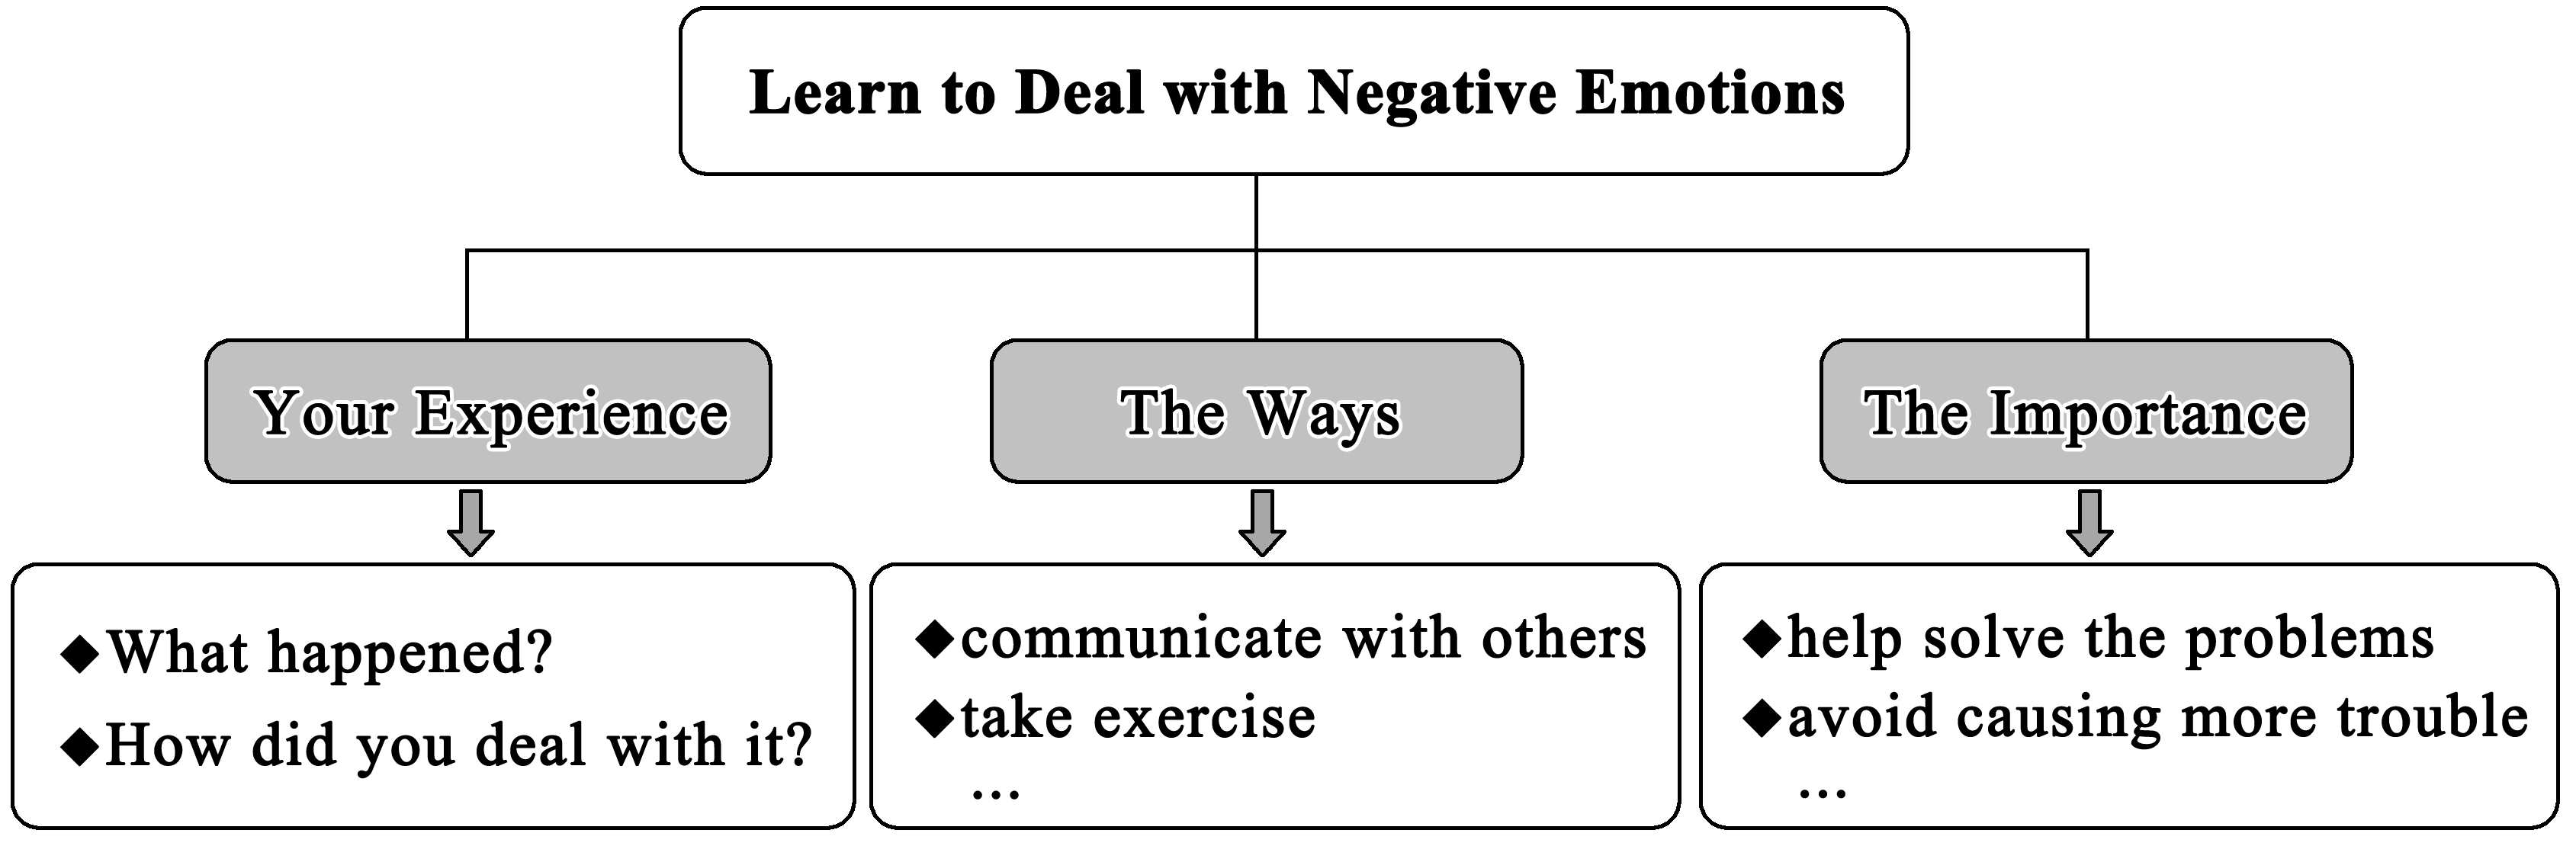 Learn to Deal with Negative Emotions
Your Experience
The Ways
The Importance
◆What happened?
◆How did you deal with it?
◆communicate with others
◆take exercise
...
◆help solve the problems
◆avoid causing more trouble
...